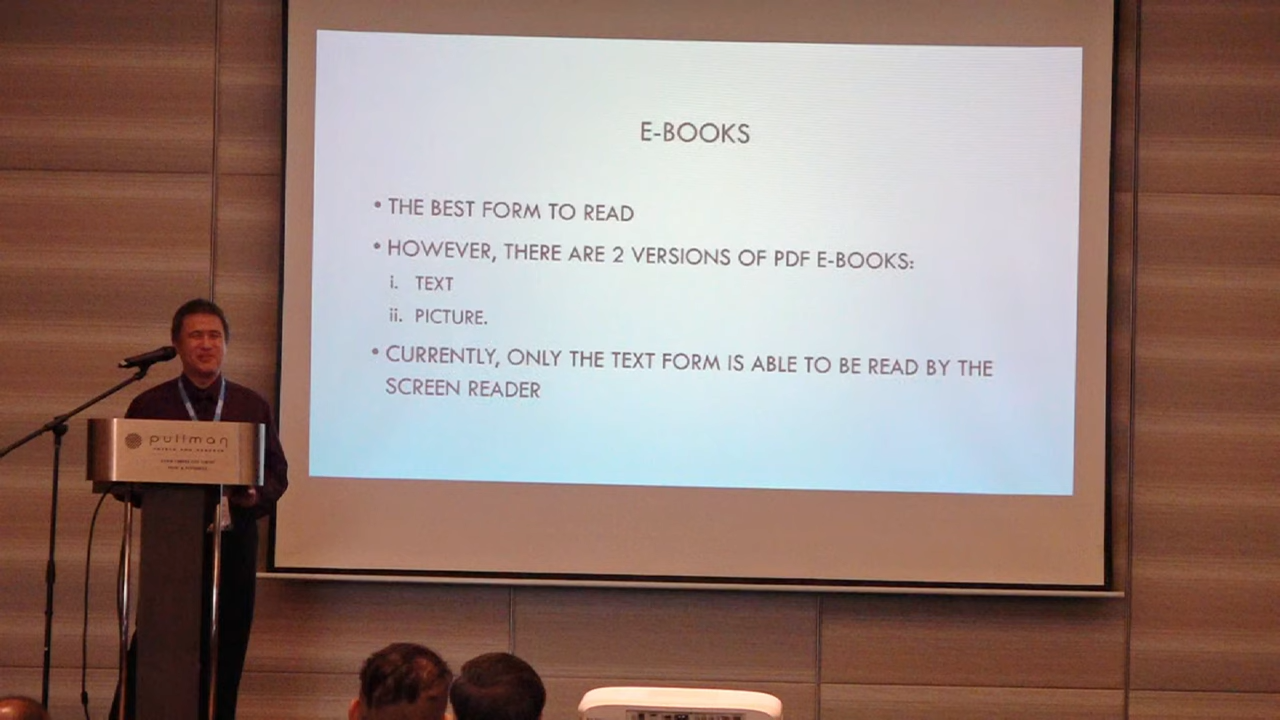 E-BOOKS
• THE BEST FORM TO READ
• HOWEVER, THERE ARE 2 VERSIONS OF PDF E-BOOKS:
i. TEXT
ii. PICTURE.
• CURRENTLY, ONLY THE TEXT FORM IS ABLE TO BE READ BY THE
SCREEN READER
pullman